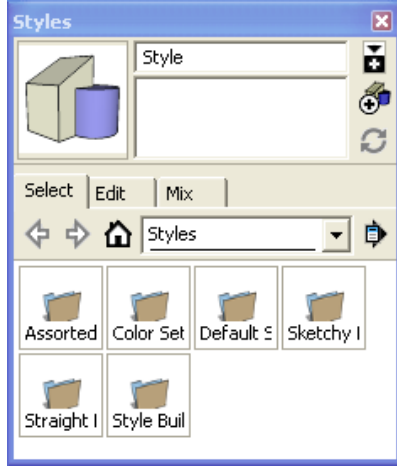 Styles
Style
Select Edit Mix
Styles
Assorted Color Set Default S Sketchy I
Straight I Style Buil